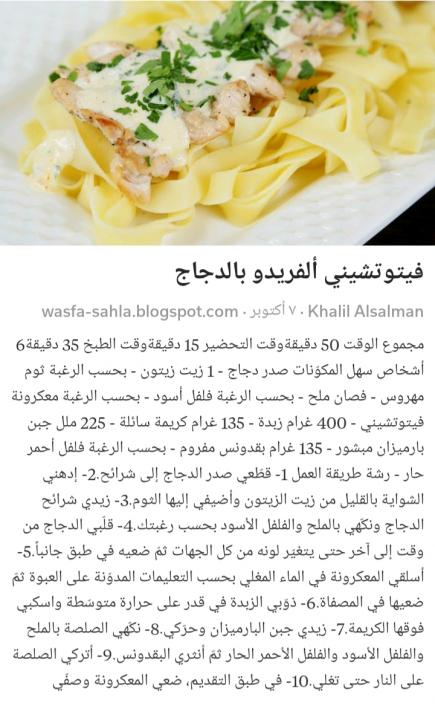 فيتوتشيني ألفريدو بالدجاج
Khalil Alsalman · ٧ أكتوبر · wasfa-sahla.blogspot.com
مجموع الوقت 50 دقيقةوقت التحضير 15 دقيقةوقت الطبخ 35 دقيقة6
أشخاص سهل المكوّنات صدر دجاج - 1 زيت زيتون - بحسب الرغبة ثوم
مهروس - فصان ملح - بحسب الرغبة فلفل أسود - بحسب الرغبة معكرونة
فيتوتشيني - 400 غرام زبدة - 135 غرام كريمة سائلة - 225 ملل جبن
بارميزان مبشور - 135 غرام بقدونس مفروم - بحسب الرغبة فلفل أحمر
حار - رشة طريقة العمل 1- قطّعي صدر الدجاج إلى شرائح.2- إدهني
الشواية بالقليل من زيت الزيتون وأضيفي إليها الثوم.3- زيدي شرائح
الدجاج ونكّهي بالملح والفلفل الأسود بحسب رغبتك.4- قلّبي الدجاج من
وقت إلى آخر حتى يتغيّر لونه من كل الجهات ثمّ ضعيه في طبق جانباً.5-
أسلقي المعكرونة في الماء المغلي بحسب التعليمات المدوّنة على العبوة ثمّ
ضعيها في المصفاة.6- ذوّبي الزبدة في قدر على حرارة متوسّطة واسكبي
فوقها الكريمة.7- زيدي جبن البارميزان وحرّكي.8- نكّهي الصلصة بالملح
والفلفل الأسود والفلفل الأحمر الحار ثمّ أنثري البقدونس.9- أتركي الصلصة
على النار حتى تغلي.10- في طبق التقديم، ضعي المعكرونة وصفّي